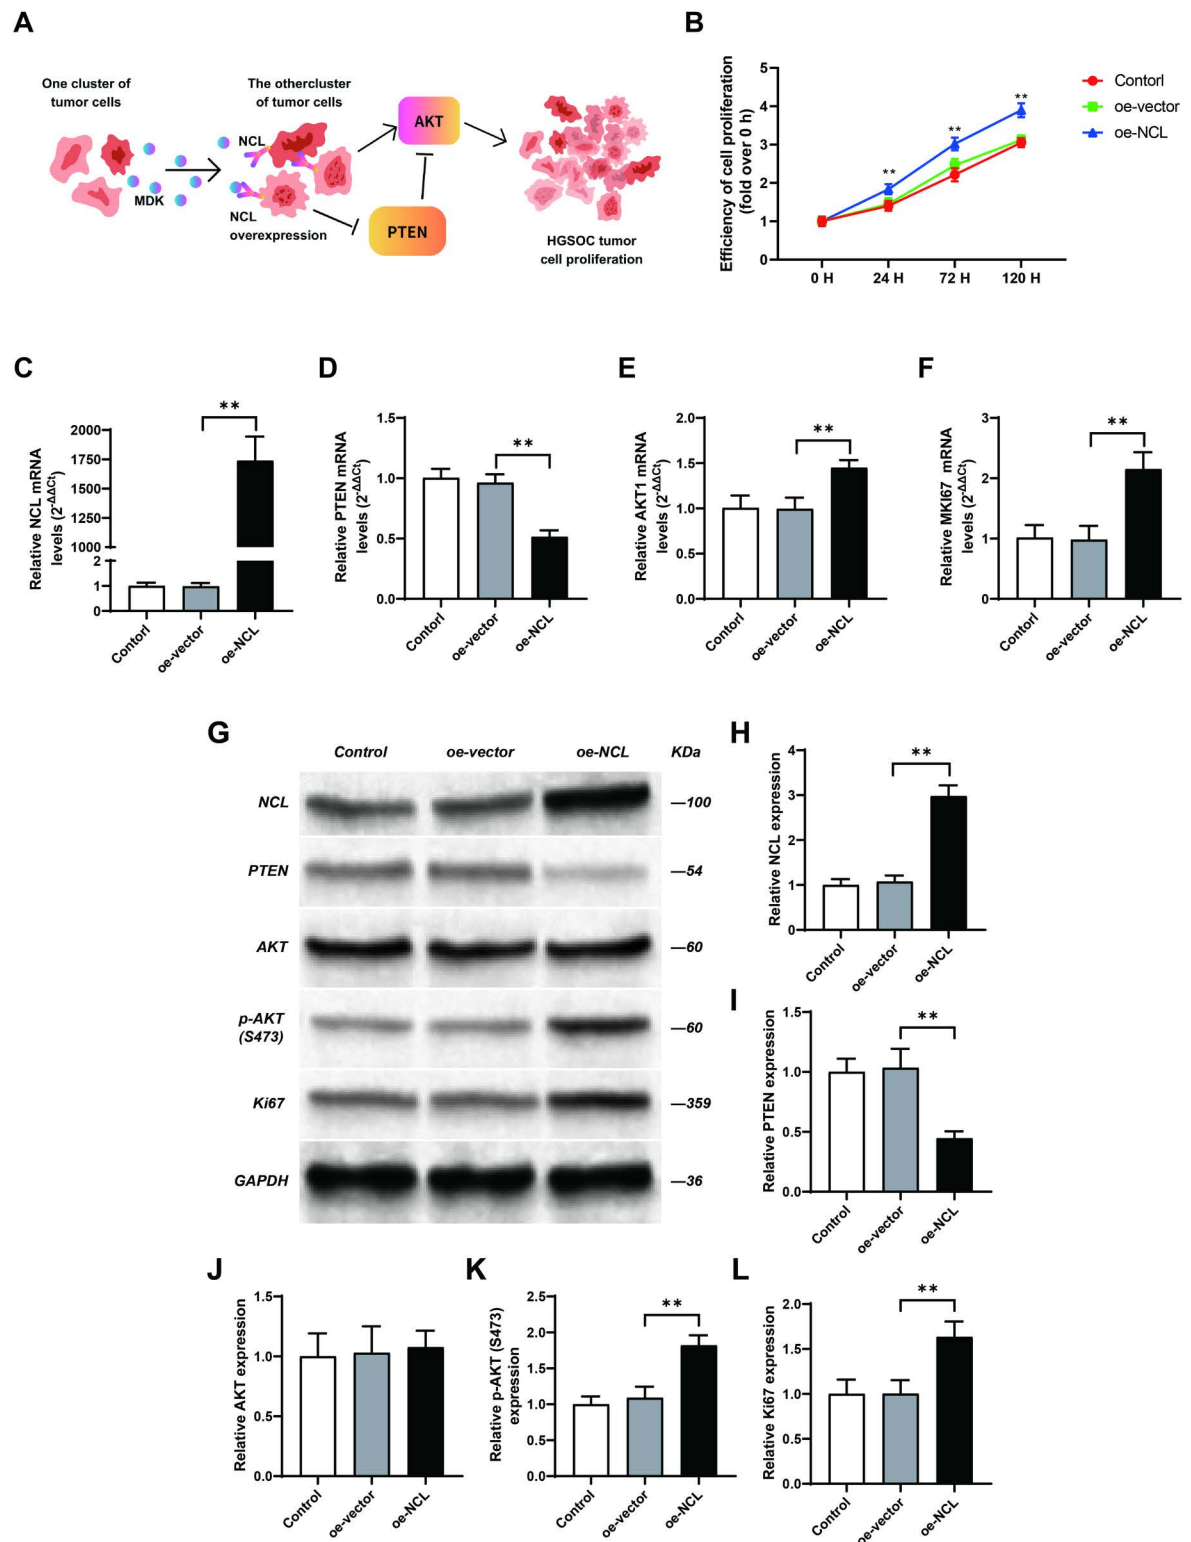 A
One cluster of
tumor cells
The othercluster
of tumor cells
NCL
MDK
NCL
overexpression
AKT
PTEN
HGSOC tumor
cell proliferation
B
Efficiency of cell proliferation
(fold over 0 h)
5
4
3
2
1
0
**
**
**
0 H
24 H
72 H
120 H
Contorl
oe-vector
oe-NCL
C
Relative NCL mRNA
levels (2-ΔΔCt)
2000
1750
1500
1250
1000
2
1
0
**
Contorl
oe-vector
oe-NCL
D
Relative PTEN mRNA
levels (2-ΔΔCt)
1.5
1.0
0.5
0.0
**
Contorl
oe-vector
oe-NCL
E
Relative AKT1 mRNA
levels (2-ΔΔCt)
2.0
1.5
1.0
0.5
0.0
**
Contorl
oe-vector
oe-NCL
F
Relative MKI67 mRNA
levels (2-ΔΔCt)
3
2
1
0
**
Contorl
oe-vector
oe-NCL
G
Control oe-vector oe-NCL KDa
NCL —100
PTEN —54
AKT —60
p-AKT
(S473) —60
Ki67 —359
GAPDH —36
H
Relative NCL expression
4
3
2
1
0
**
Control
oe-vector
oe-NCL
I
Relative PTEN expression
1.5
1.0
0.5
0.0
**
Control
oe-vector
oe-NCL
J
Relative AKT expression
1.5
1.0
0.5
0.0
Control
oe-vector
oe-NCL
K
Relative p-AKT (S473)
expression
2.5
2.0
1.5
1.0
0.5
0.0
**
Control
oe-vector
oe-NCL
L
Relative Ki67 expression
2.0
1.5
1.0
0.5
0.0
**
Control
oe-vector
oe-NCL